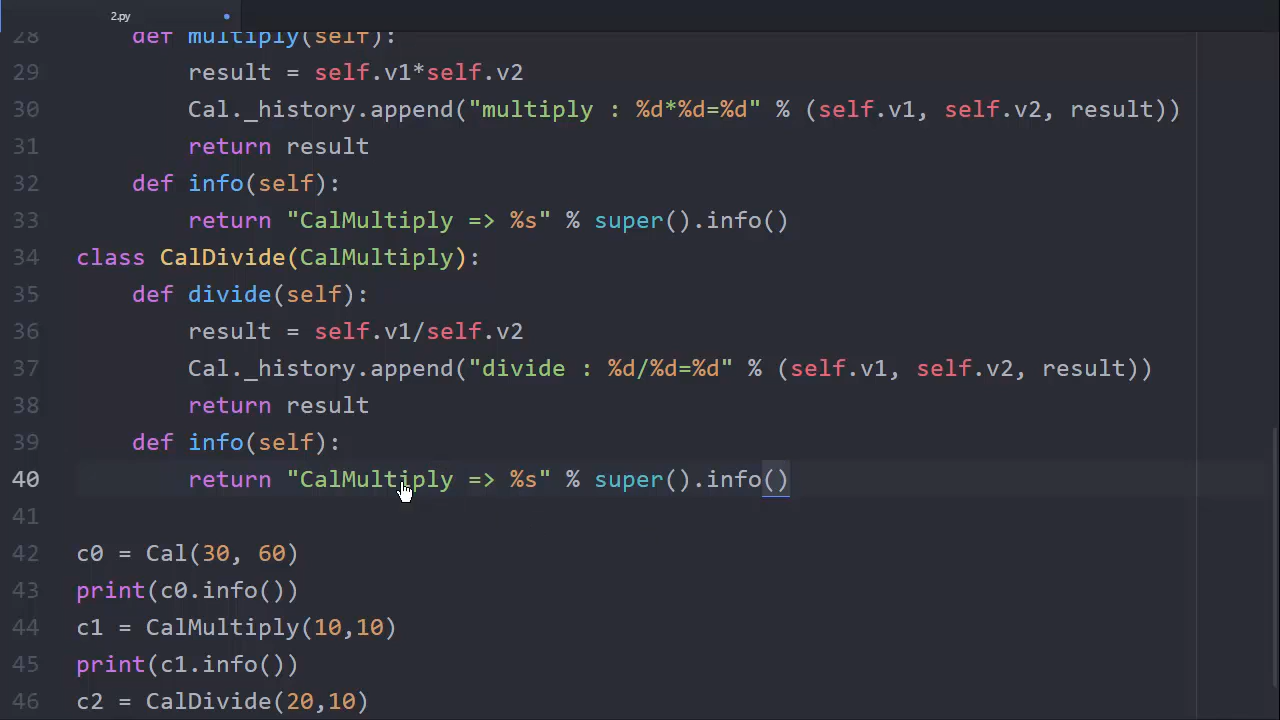 2.py
28 def multiply(self):
29 result = self.v1*self.v2
30 Cal._history.append("multiply : %d*%d=%d" % (self.v1, self.v2, result))
31 return result
32 def info(self):
33 return "CalMultiply => %s" % super().info()
34 class CalDivide(CalMultiply):
35 def divide(self):
36 result = self.v1/self.v2
37 Cal._history.append("divide : %d/%d=%d" % (self.v1, self.v2, result))
38 return result
39 def info(self):
40 return "CalMultiply => %s" % super().info()
41
42 c0 = Cal(30, 60)
43 print(c0.info())
44 c1 = CalMultiply(10,10)
45 print(c1.info())
46 c2 = CalDivide(20,10)